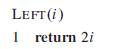 LEFT(i)
1 return 2i